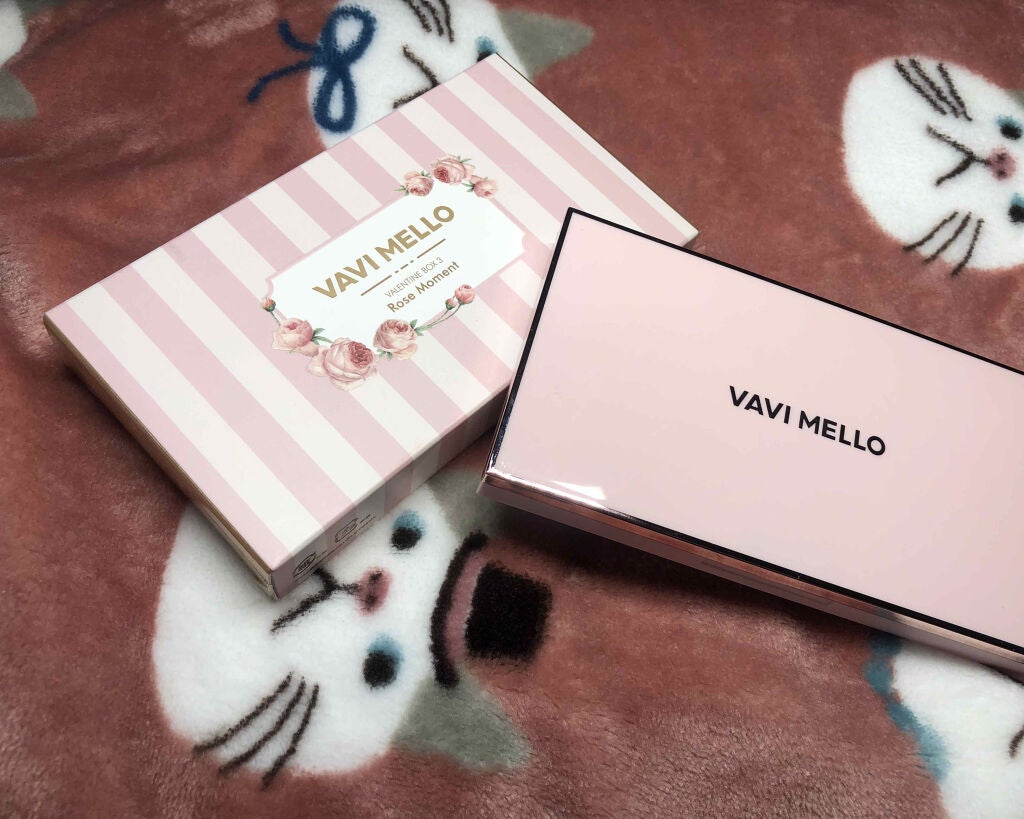 VAVI MELLO
VALENTINE BOX 3
Rose Moment
VAVI MELLO